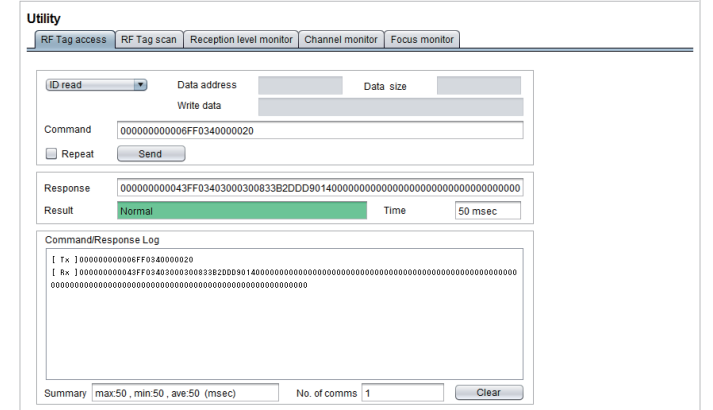 Utility
RF Tag access RF Tag scan Reception level monitor Channel monitor Focus monitor
ID read Data address Data size
Write data
Command 000000000006FF0340000020
Repeat Send
Response 000000000043FF03403000300833B2DDD9014000000000000000000000000000000000
Result Normal Time 50 msec
Command/Response Log
[ Tx ]000000000006FF0340000020
[ Rx ]000000000043FF03403000300833B2DDD90140000000000000000000000000000000000000000000000000000000
00000000000000000000000000000000000000000000000000000000
Summary max:50 , min:50 , ave:50 (msec) No. of comms 1 Clear